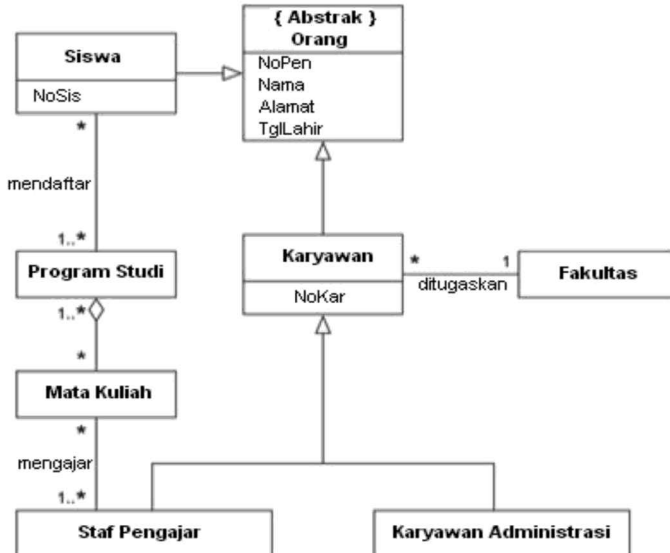 { Abstrak }
Orang
NoPen
Nama
Alamat
TglLahir
Siswa
NoSis
*
mendaftar
1..*
Program Studi
1..*
*
Mata Kuliah
*
mengajar
1..*
Staf Pengajar
Karyawan
NoKar
*
1
ditugaskan
Fakultas
Karyawan Administrasi